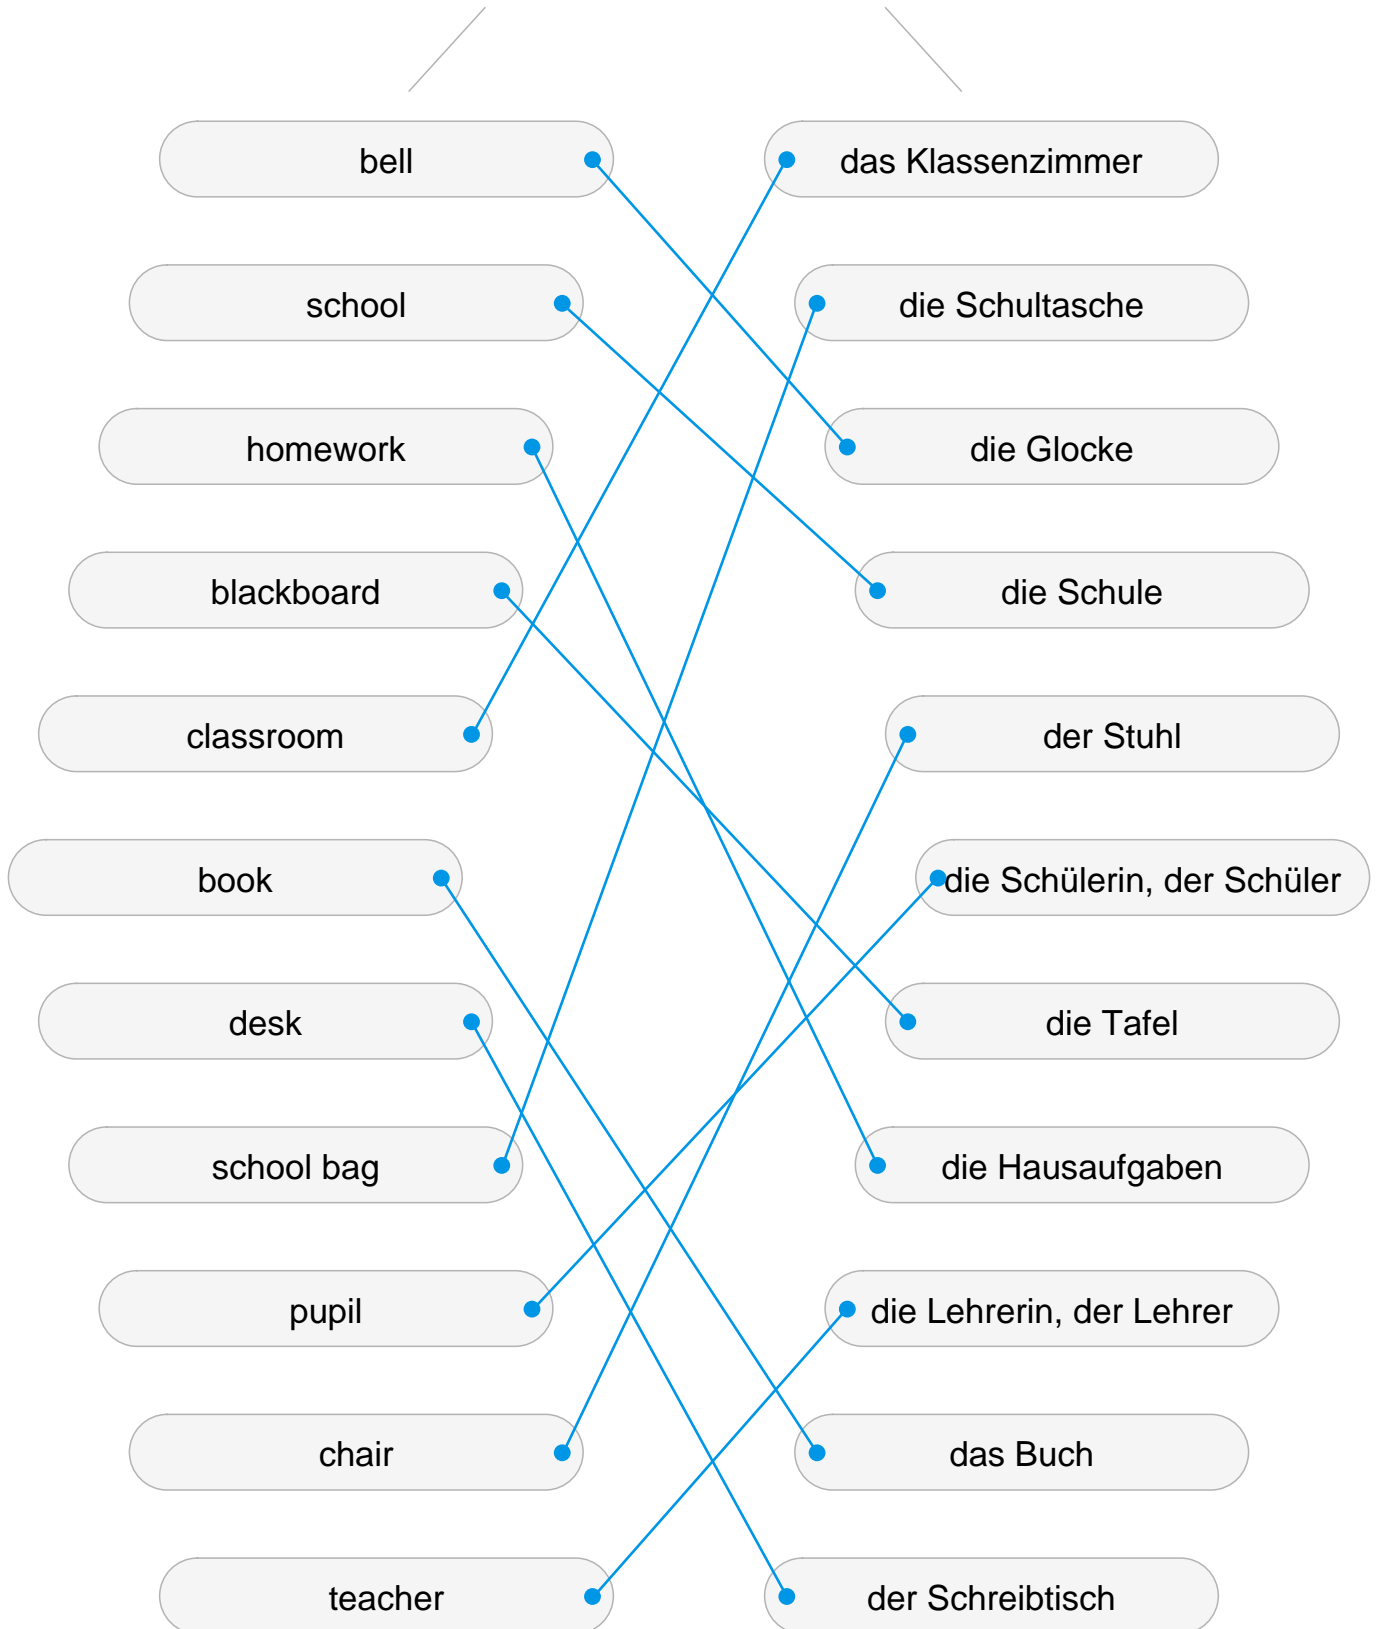 bell
das Klassenzimmer
school
die Schultasche
homework
die Glocke
blackboard
die Schule
classroom
der Stuhl
book
die Schülerin, der Schüler
desk
die Tafel
school bag
die Hausaufgaben
pupil
die Lehrerin, der Lehrer
chair
das Buch
teacher
der Schreibtisch